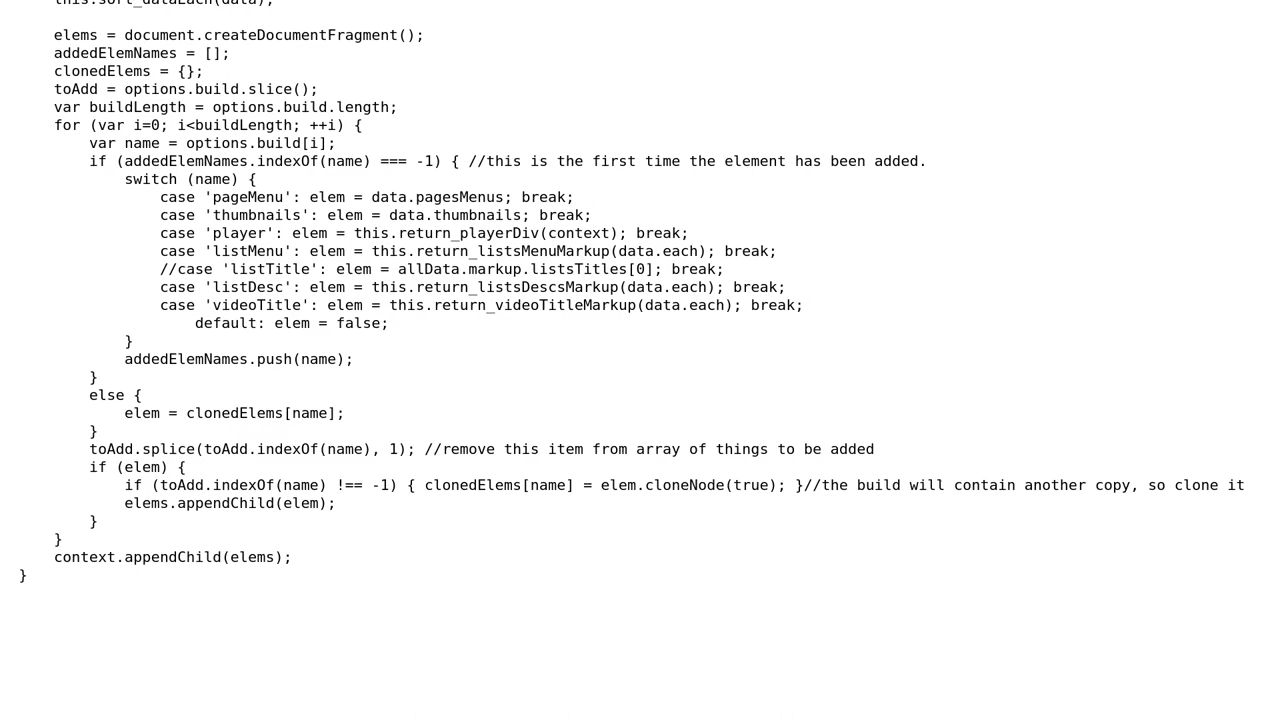 this.sort_dataEach(data);
elems = document.createDocumentFragment();
addedElemNames = [];
clonedElems = {};
toAdd = options.build.slice();
var buildLength = options.build.length;
for (var i=0; i<buildLength; ++i) {
var name = options.build[i];
if (addedElemNames.indexOf(name) === -1) { //this is the first time the element has been added.
switch (name) {
case 'pageMenu': elem = data.pagesMenus; break;
case 'thumbnails': elem = data.thumbnails; break;
case 'player': elem = this.return_playerDiv(context); break;
case 'listMenu': elem = this.return_listsMenuMarkup(data.each); break;
//case 'listTitle': elem = allData.markup.listsTitles[0]; break;
case 'listDesc': elem = this.return_listsDescsMarkup(data.each); break;
case 'videoTitle': elem = this.return_videoTitleMarkup(data.each); break;
default: elem = false;
}
addedElemNames.push(name);
}
else {
elem = clonedElems[name];
}
toAdd.splice(toAdd.indexOf(name), 1); //remove this item from array of things to be added
if (elem) {
if (toAdd.indexOf(name) !== -1) { clonedElems[name] = elem.cloneNode(true); }//the build will contain another copy, so clone it
elems.appendChild(elem);
}
}
context.appendChild(elems);
}